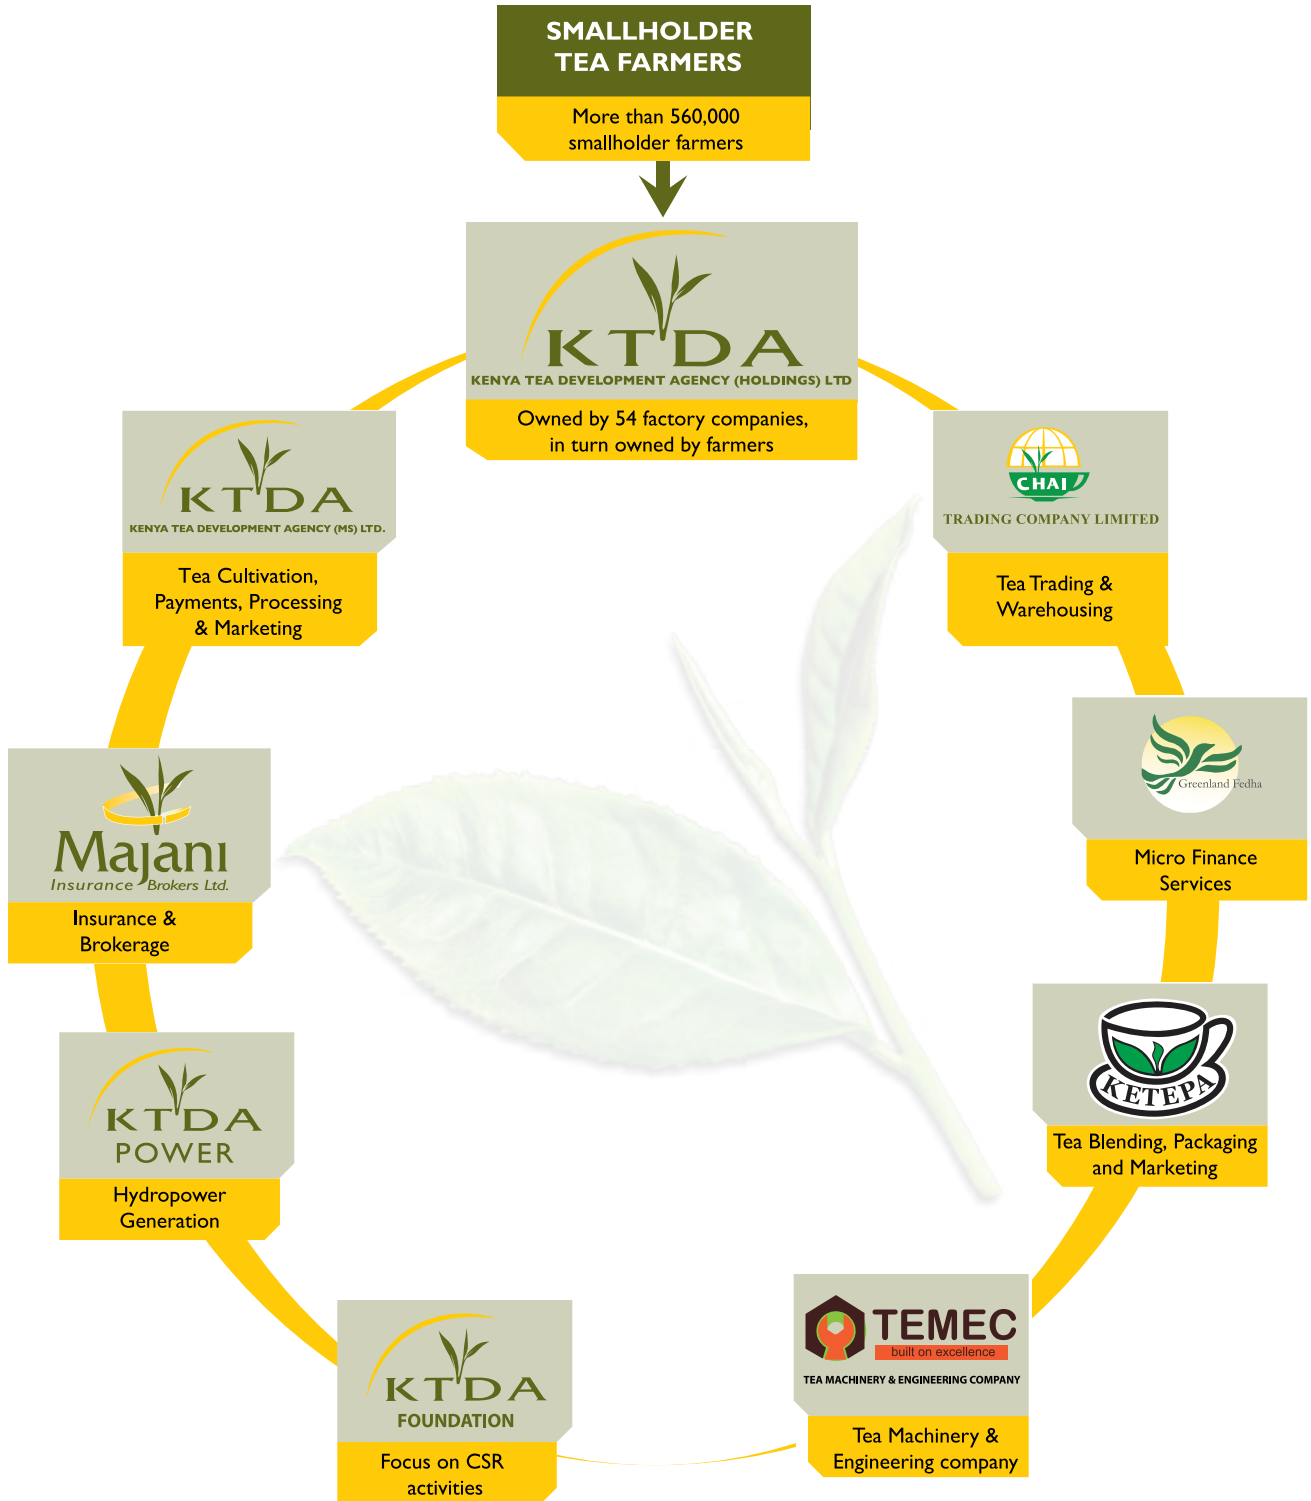 SMALLHOLDER
TEA FARMERS
More than 560,000
smallholder farmers
KTDA
KENYA TEA DEVELOPMENT AGENCY (HOLDINGS) LTD
Owned by 54 factory companies,
in turn owned by farmers
KTDA
KENYA TEA DEVELOPMENT AGENCY (MS) LTD.
Tea Cultivation,
Payments, Processing
& Marketing
CHAI
TRADING COMPANY LIMITED
Tea Trading &
Warehousing
Greenland Fedha
Micro Finance
Services
Majani
Insurance Brokers Ltd.
Insurance &
Brokerage
KETEPA
Tea Blending, Packaging
and Marketing
KTDA
POWER
Hydropower
Generation
TEMEC
built on excellence
TEA MACHINERY & ENGINEERING COMPANY
Tea Machinery &
Engineering company
KTDA
FOUNDATION
Focus on CSR
activities